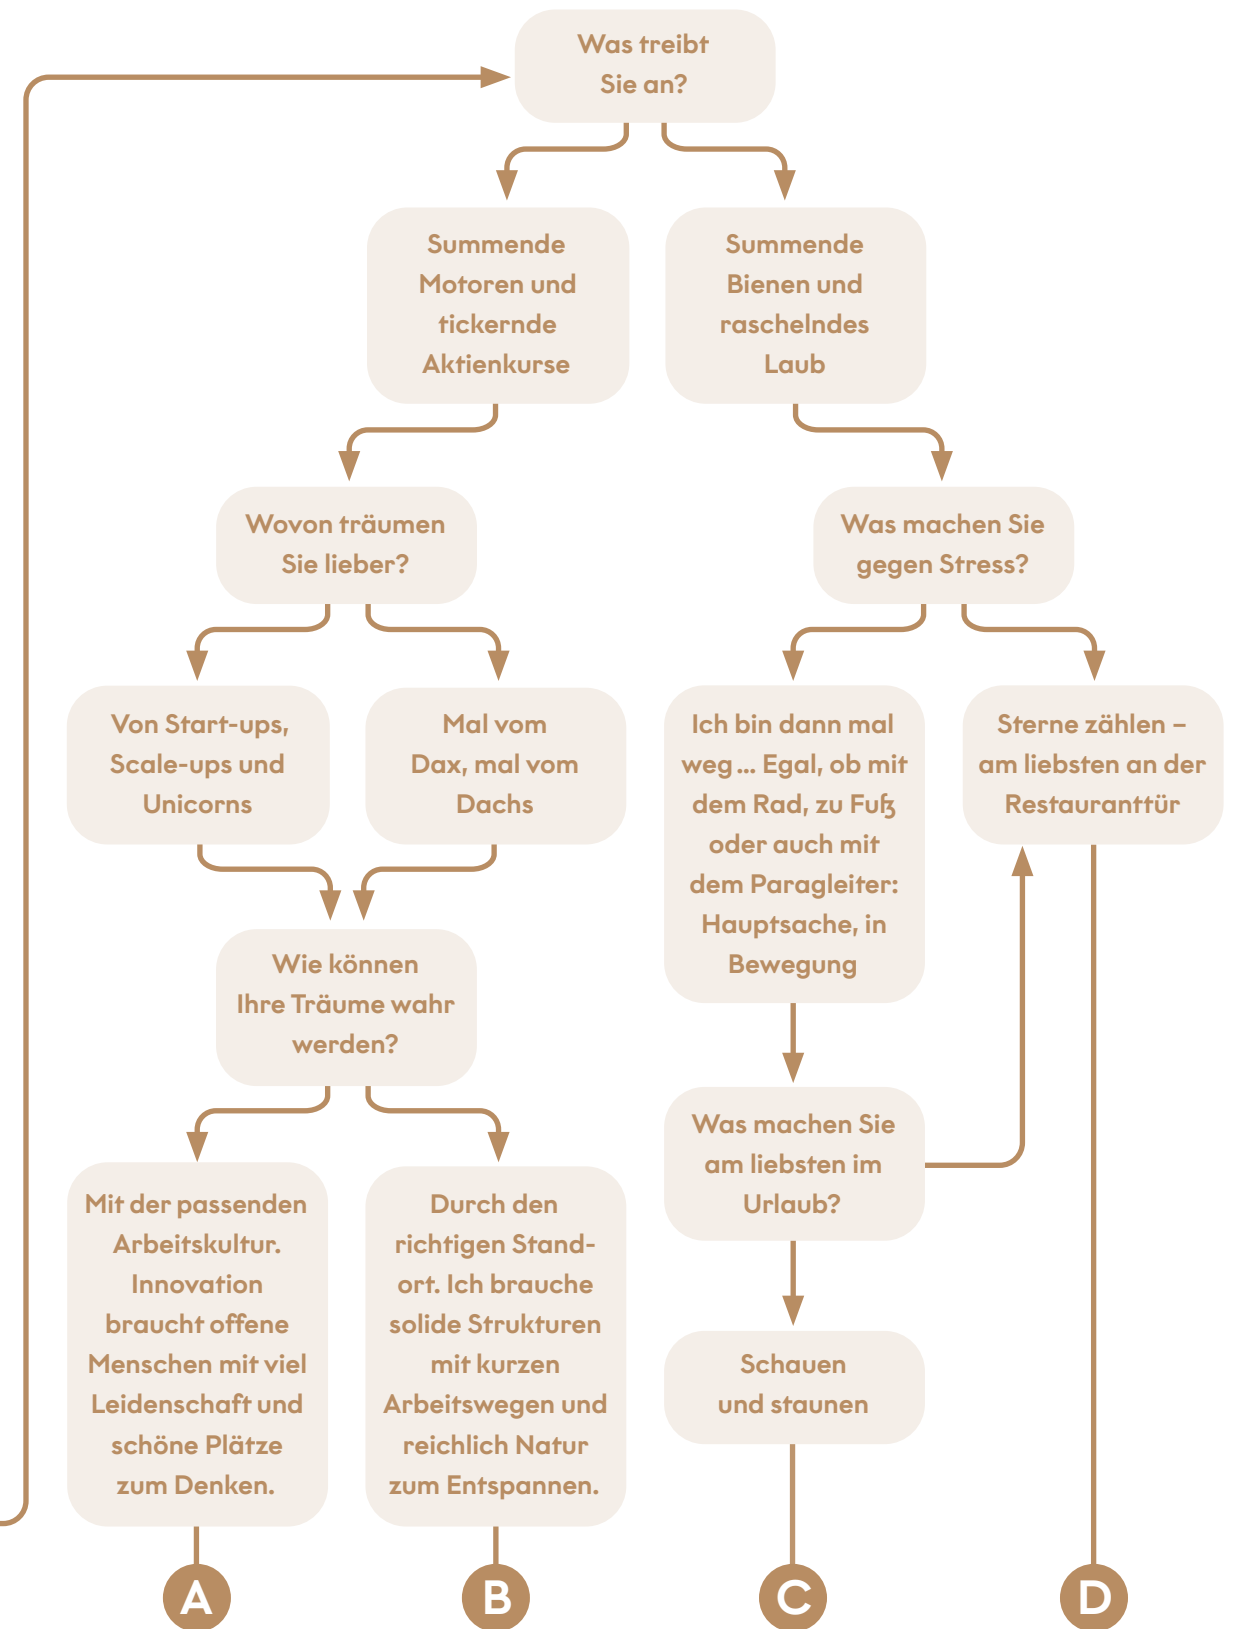 Was treibt
Sie an?
Summende
Motoren und
tickernde
Aktienkurse
Summende
Bienen und
raschelndes
Laub
Wovon träumen
Sie lieber?
Was machen Sie
gegen Stress?
Von Start-ups,
Scale-ups und
Unicorns
Mal vom
Dax, mal vom
Dachs
Ich bin dann mal
weg ... Egal, ob mit
dem Rad, zu Fuß
oder auch mit
dem Paragleiter:
Hauptsache, in
Bewegung
Sterne zählen –
am liebsten an der
Restauranttür
Wie können
Ihre Träume wahr
werden?
Was machen Sie
am liebsten im
Urlaub?
Mit der passenden
Arbeitskultur.
Innovation
braucht offene
Menschen mit viel
Leidenschaft und
schöne Plätze
zum Denken.
Durch den
richtigen Stand-
ort. Ich brauche
solide Strukturen
mit kurzen
Arbeitswegen und
reichlich Natur
zum Entspannen.
Schauen
und staunen
A
B
C
D